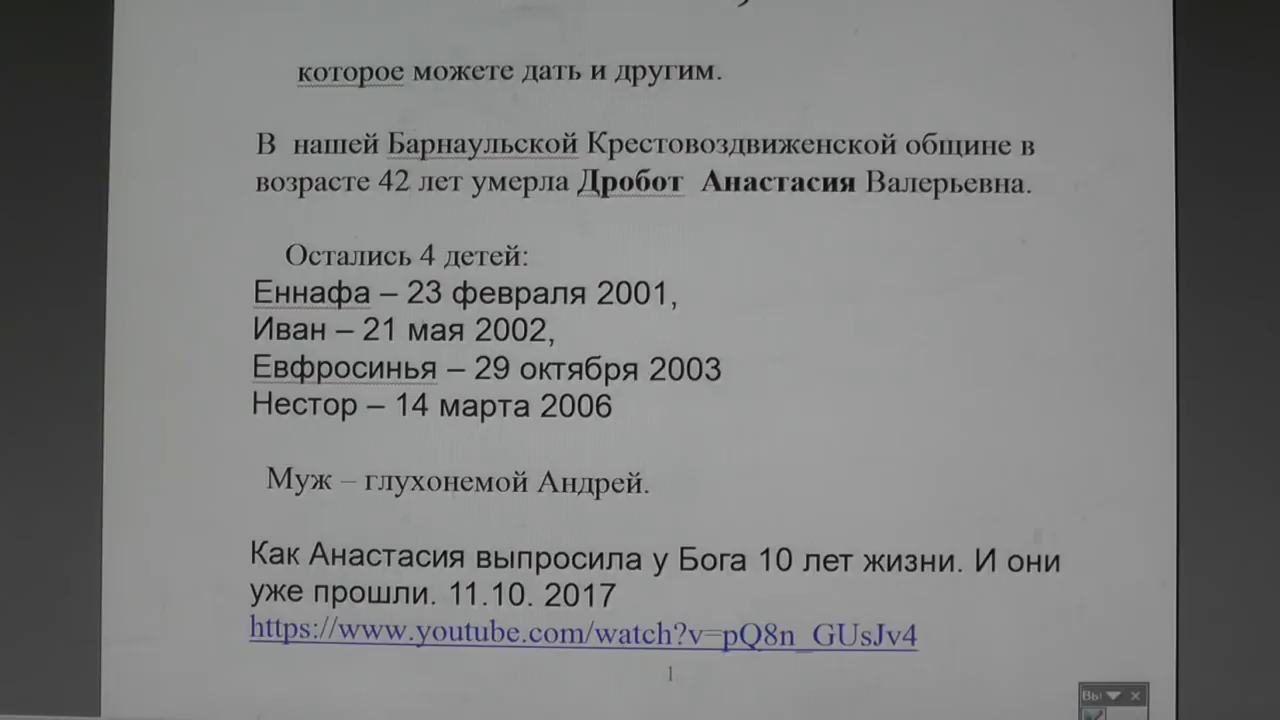 которое можете дать и другим.
В нашей Барнаульской Крестовоздвиженской общине в
возрасте 42 лет умерла Дробот Анастасия Валерьевна.
Остались 4 детей:
Еннафа – 23 февраля 2001,
Иван – 21 мая 2002,
Евфросинья – 29 октября 2003
Нестор – 14 марта 2006
Муж – глухонемой Андрей.
Как Анастасия выпросила у Бога 10 лет жизни. И они
уже прошли. 11.10. 2017
https://www.youtube.com/watch?v=pQ8n_GUsJv4
1
Вы